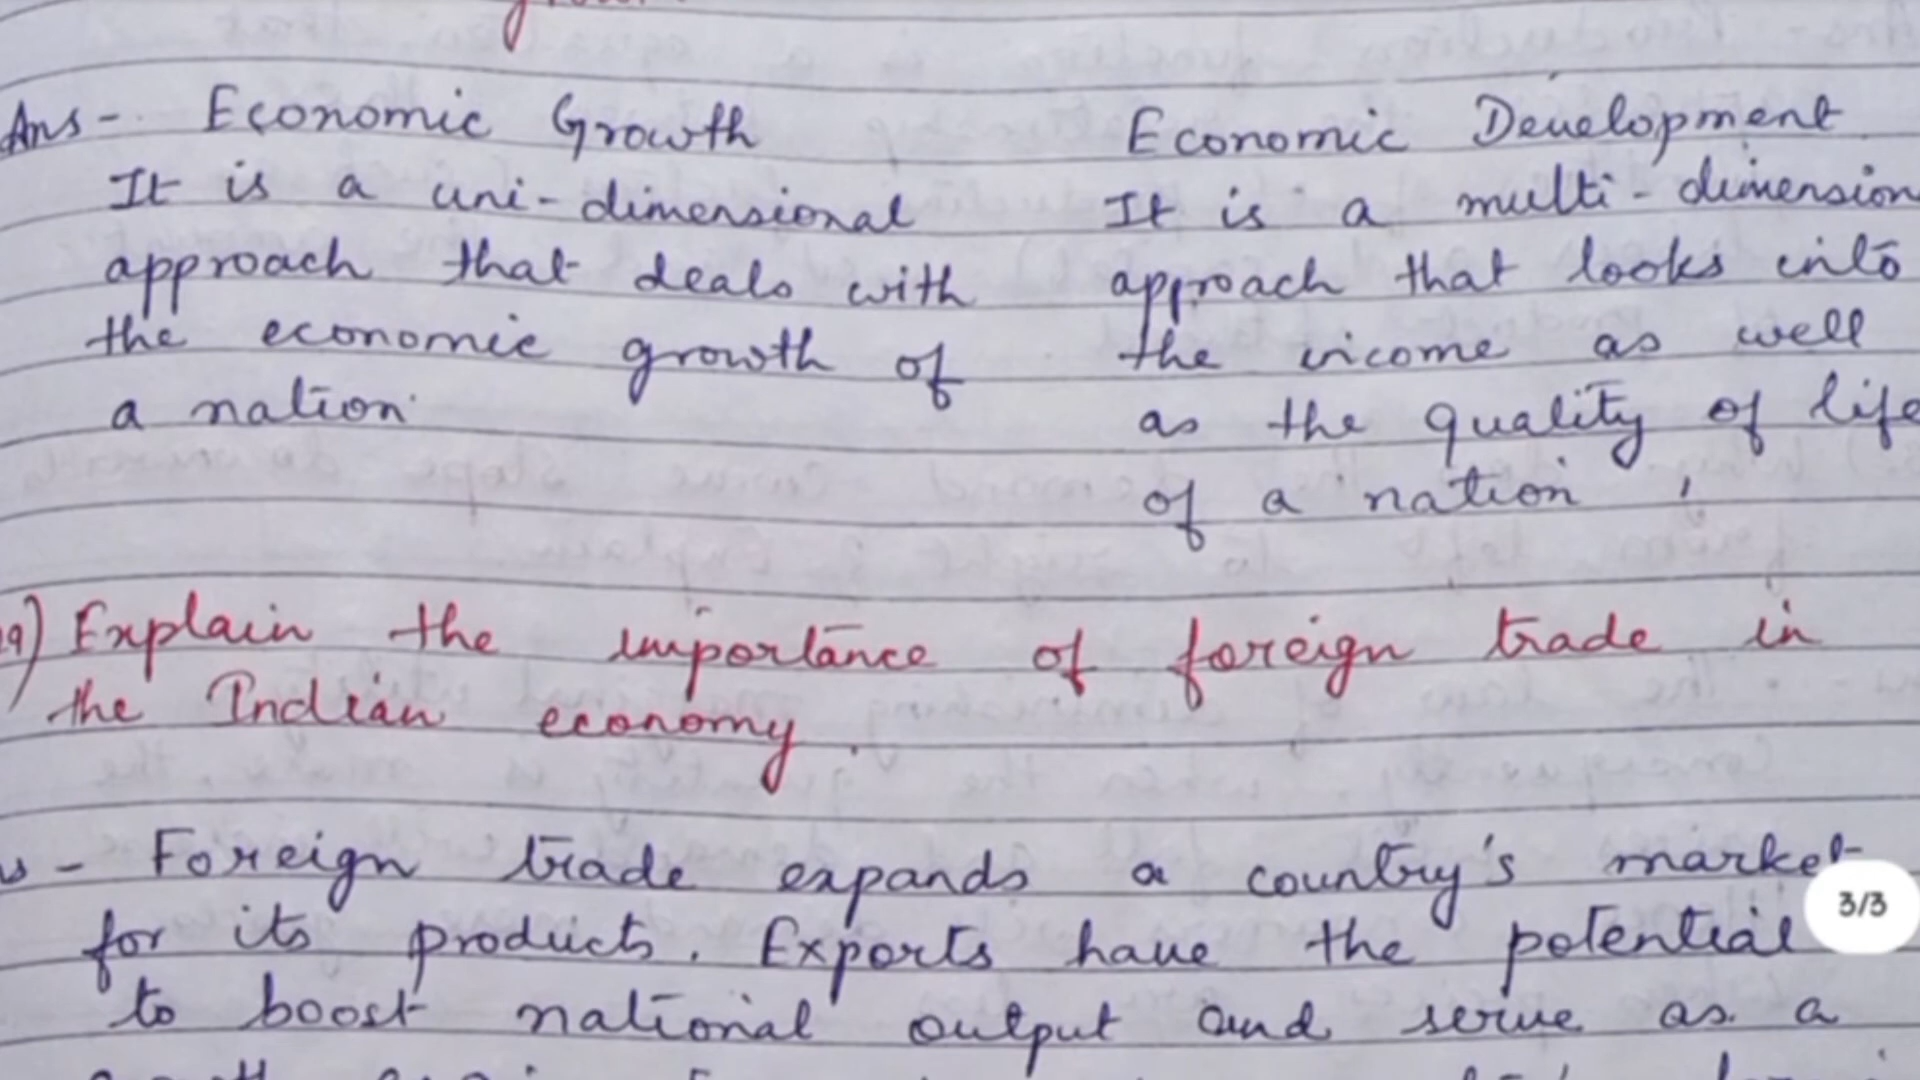 Ans - Economic Growth Economic Development
It is a uni-dimensional It is a multi-dimension
approach that deals with approach that looks into
the economic growth of the income as well
a nation as the quality of life
of a nation
19) Explain the importance of foreign trade in
the Indian economy.
s - Foreign trade expands a country's market
for its products. Exports have the potential
to boost national output and serve as a
3/3